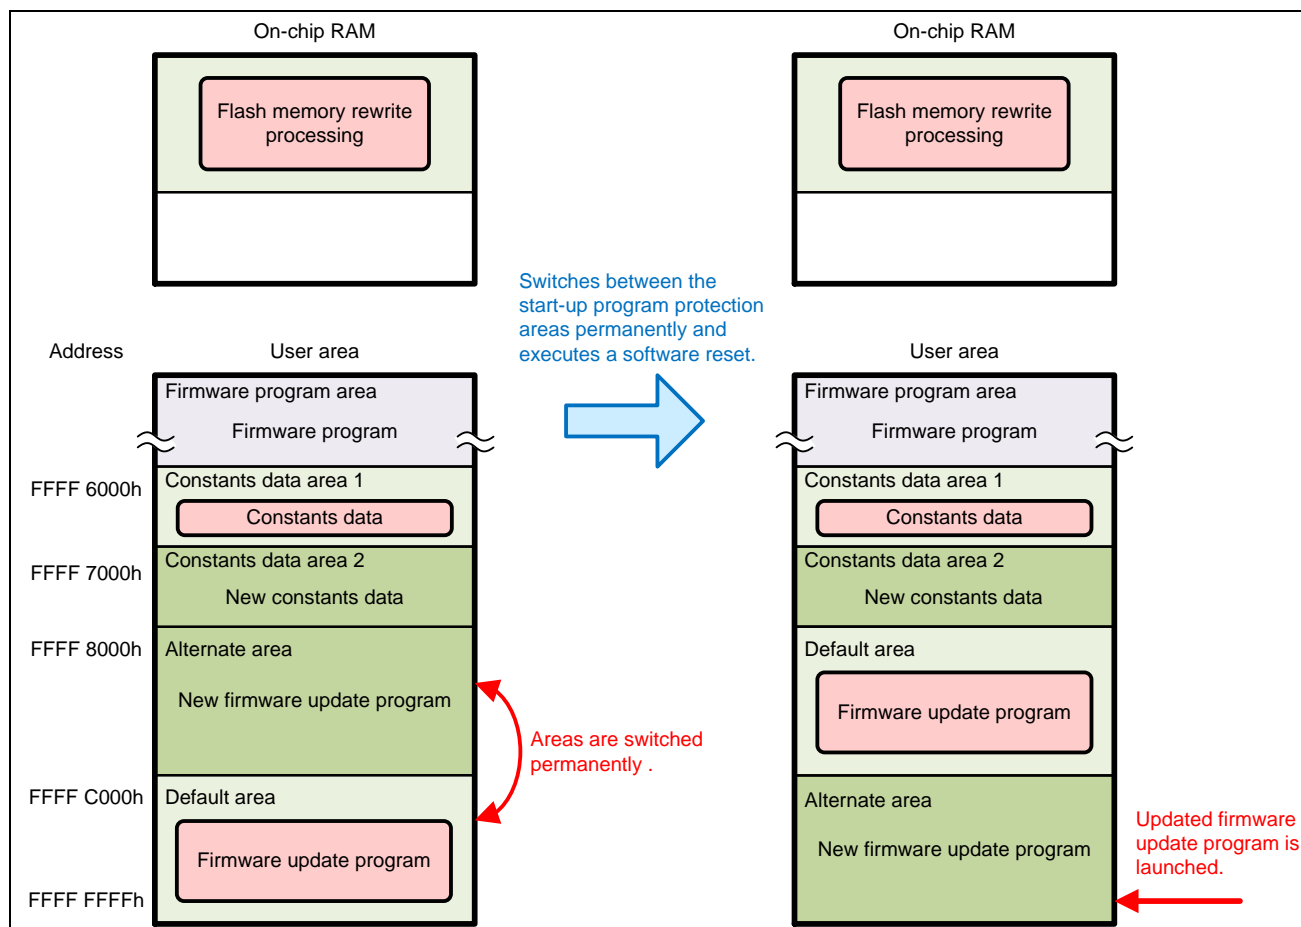 On-chip RAM
Flash memory rewrite
processing
On-chip RAM
Flash memory rewrite
processing
Switches between the
start-up program protection
areas permanently and
executes a software reset.
Address
User area
Firmware program area
Firmware program
FFFF 6000h
Constants data area 1
Constants data
FFFF 7000h
Constants data area 2
New constants data
FFFF 8000h
Alternate area
New firmware update program
Areas are switched
permanently .
FFFF C000h
Default area
Firmware update program
FFFF FFFFh
User area
Firmware program area
Firmware program
Constants data area 1
Constants data
Constants data area 2
New constants data
Default area
Firmware update program
Alternate area
New firmware update program
Updated firmware
update program is
launched.